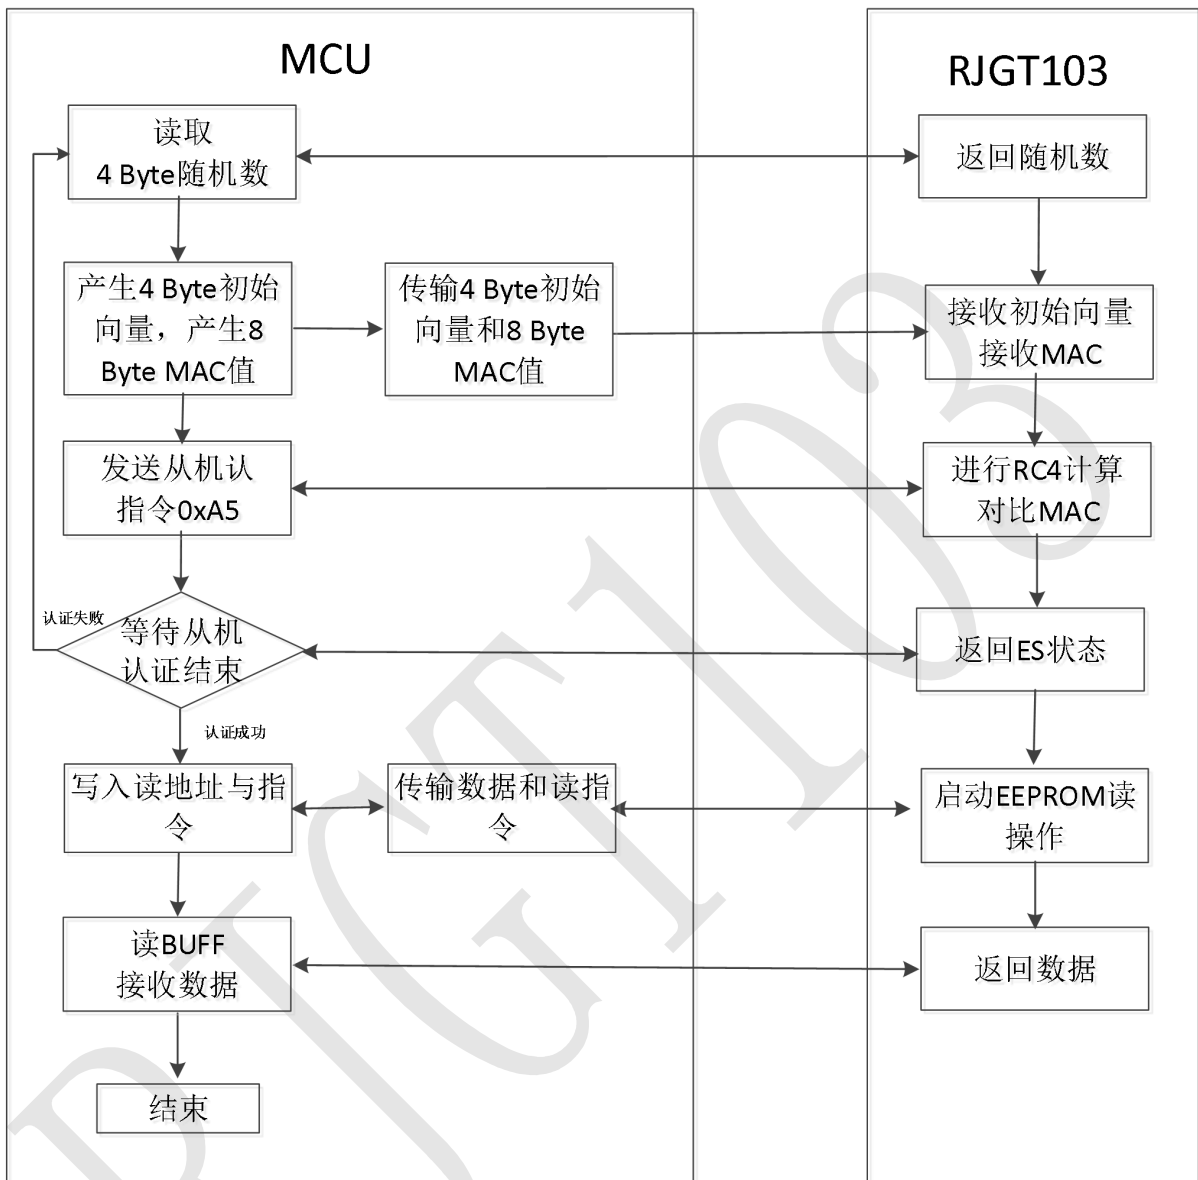 MCU
RJGT103
读取
4 Byte随机数
返回随机数
产生4 Byte初始
向量，产生8
Byte MAC值
传输4 Byte初始
向量和8 Byte
MAC值
接收初始向量
接收MAC
发送从机认
指令0xA5
进行RC4计算
对比MAC
认证失败
等待从机
认证结束
返回ES状态
认证成功
写入读地址与指
令
传输数据和读指
令
启动EEPROM读
操作
读BUFF
接收数据
返回数据
结束
RJGT103